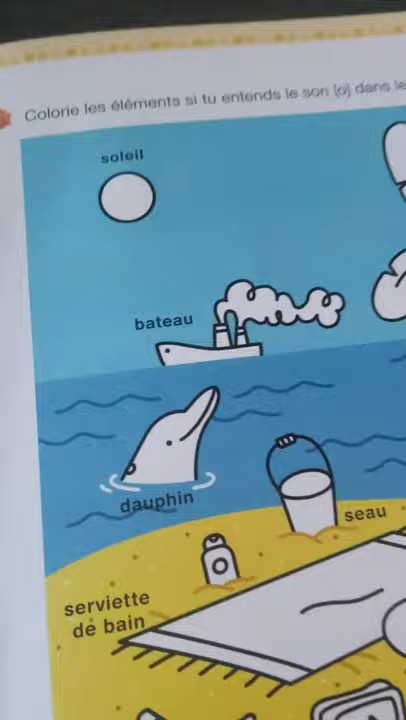 Colorie les éléments si tu entends le son [o] dans le
soleil
bateau
dauphin
seau
serviette
de bain